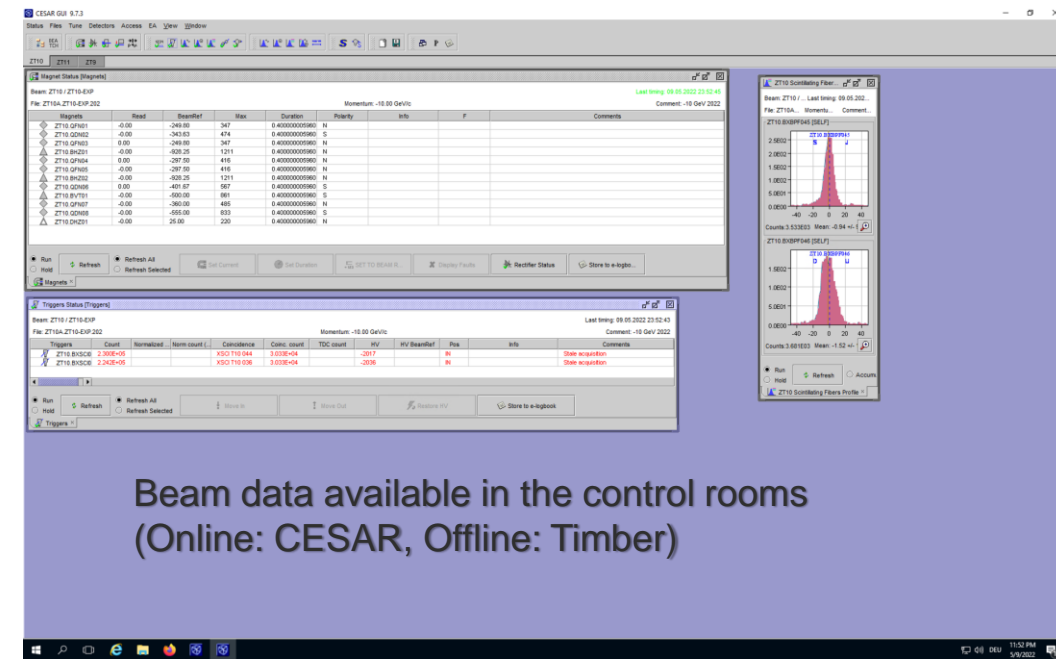 CESAR GUI 9.7.3
Status Files Tune Detectors Access EA View Window
ZT10 ZT11 ZT9
Magnet Status [Magnets]
Beam: ZT10 / ZT10-EXP Last timing: 09.05.2022 23:52:48
File: ZT10A.ZT10-EXP.202 Momentum: -10.00 GeV/c Comment: -10 GeV 2022
Magnets Read BeamRef Max Duration Polarity Info F Comments
ZT10.QFN01 -0.00 -249.80 347 0.400000005960 N
ZT10.QDN02 -0.00 -343.63 474 0.400000005960 S
ZT10.QFN03 0.00 -249.80 347 0.400000005960 N
ZT10.BHZ01 -0.00 -928.25 1211 0.400000005960 N
ZT10.QFN04 0.00 -297.50 416 0.400000005960 N
ZT10.QFN05 -0.00 -297.50 416 0.400000005960 N
ZT10.BHZ02 -0.00 -928.25 1211 0.400000005960 N
ZT10.QDN06 0.00 -401.67 567 0.400000005960 S
ZT10.BVT01 -0.00 -500.00 661 0.400000005960 S
ZT10.QFN07 -0.00 -360.00 485 0.400000005960 N
ZT10.QDN08 -0.00 -555.00 833 0.400000005960 S
ZT10.DHZ01 -0.00 25.00 220 0.400000005960 N
Run Refresh All
Hold Refresh Refresh Selected Set Current Set Duration SET TO BEAM R... Display Faults Rectifier Status Store to e-logbo...
Magnets
Triggers Status [Triggers]
Beam: ZT10 / ZT10-EXP Last timing: 09.05.2022 23:52:43
File: ZT10A.ZT10-EXP.202 Momentum: -10.00 GeV/c Comment: -10 GeV 2022
Triggers Count Normalized ... Norm count (... Coincidence Coinc. count TDC count HV HV BeamRef Pos Info Comments
ZT10.BXSCI0 2.300E+05 XSCI T10 044 3.033E+04 -2017 IN Stale acquisition
ZT10.BXSCI0 2.242E+05 XSCI T10 036 3.033E+04 -2036 IN Stale acquisition
Run Refresh All
Hold Refresh Refresh Selected Move In Move Out Restore HV Store to e-logbook
Triggers
ZT10 Scintillating Fiber...
Beam: ZT10 / ... Last timing: 09.05.202...
File: ZT10A... Momentu... Comment...
ZT10.BXBPF045 [SELF]
S J
2.5E02
2.0E02
1.5E02
1.0E02
5.0E01
0.0E00
-40 -20 0 20 40
Counts:3.533E03 Mean: -0.94 +/-
ZT10.BXBPF046 [SELF]
D U
1.5E02
1.0E02
5.0E01
0.0E00
-40 -20 0 20 40
Counts:3.681E03 Mean: -1.52 +/-
Run
Hold Refresh Accumu
ZT10 Scintillating Fibers Profile
Beam data available in the control rooms
(Online: CESAR, Offline: Timber)
DEU 11:52 PM
5/9/2022